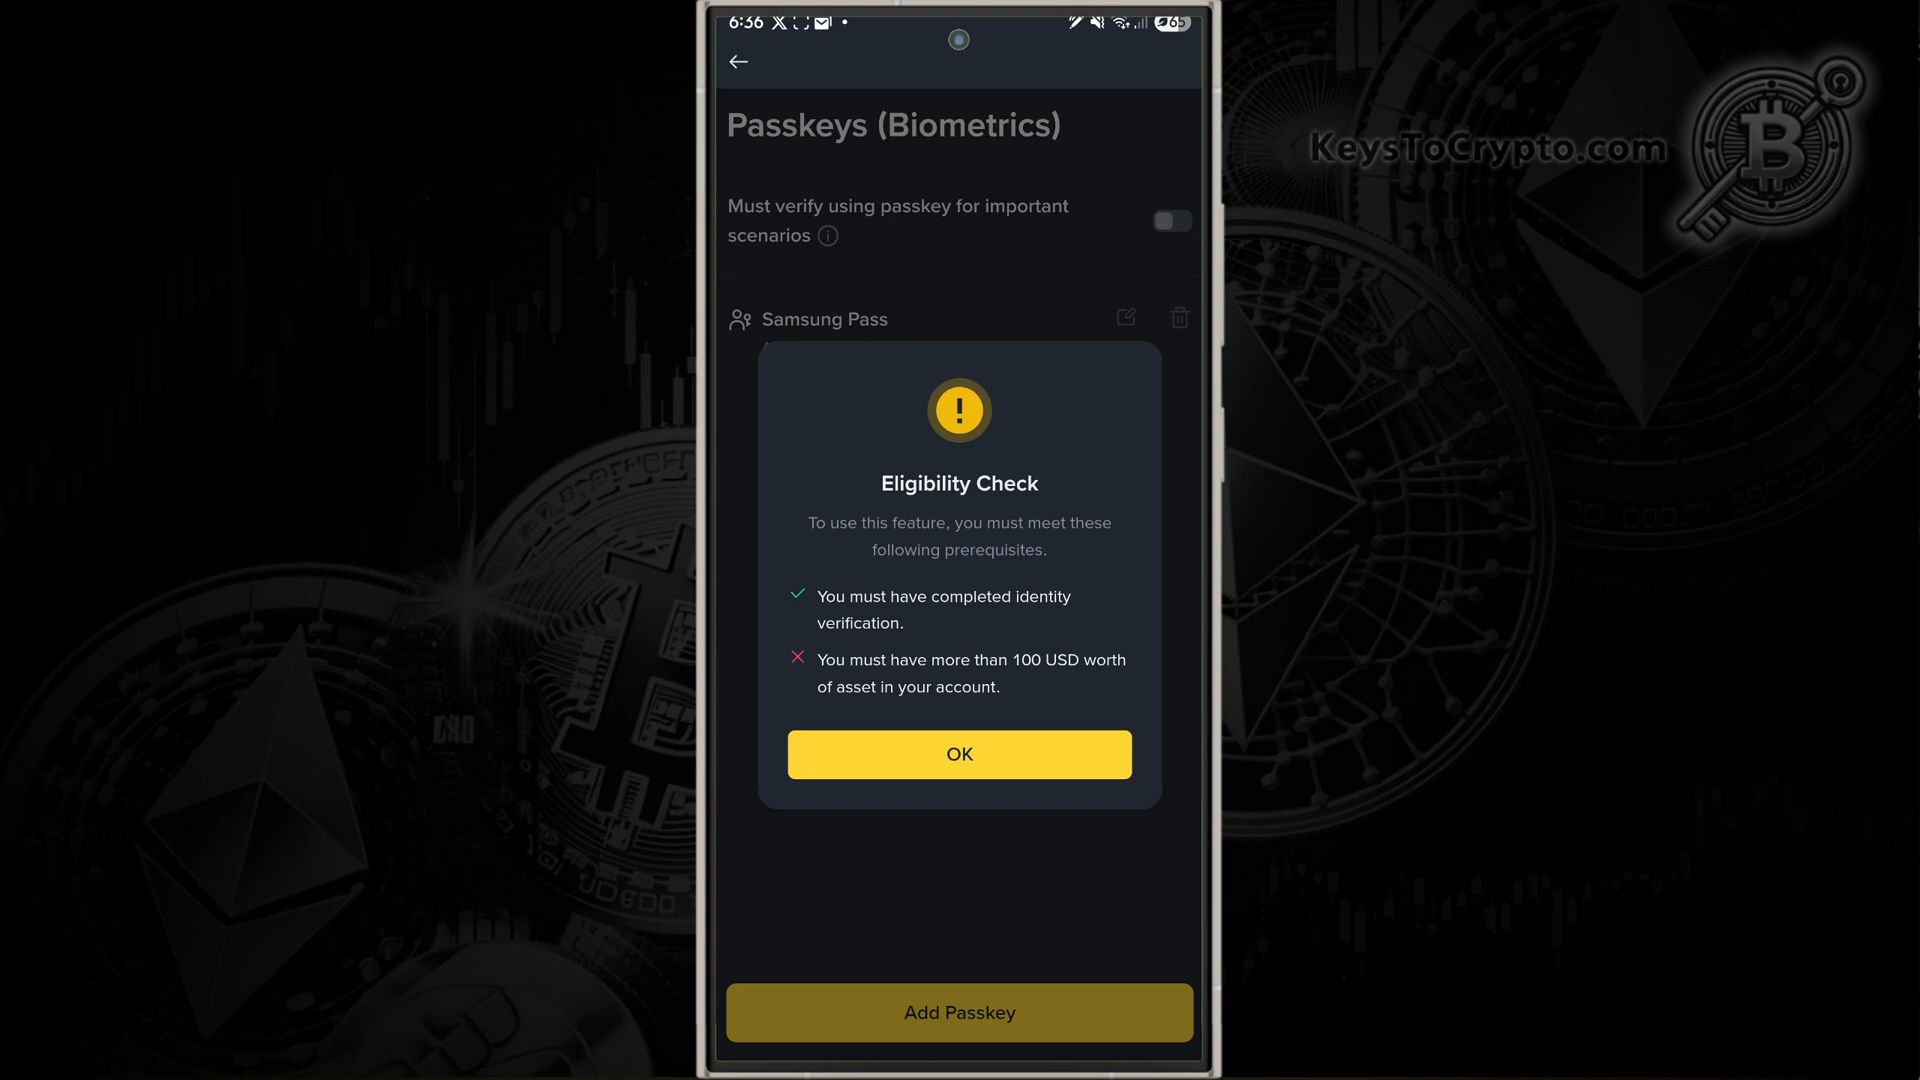 6:36
65
KeysToCrypto.com
Passkeys (Biometrics)
Must verify using passkey for important
scenarios
Samsung Pass
Eligibility Check
To use this feature, you must meet these
following prerequisites.
You must have completed identity
verification.
You must have more than 100 USD worth
of asset in your account.
OK
Add Passkey